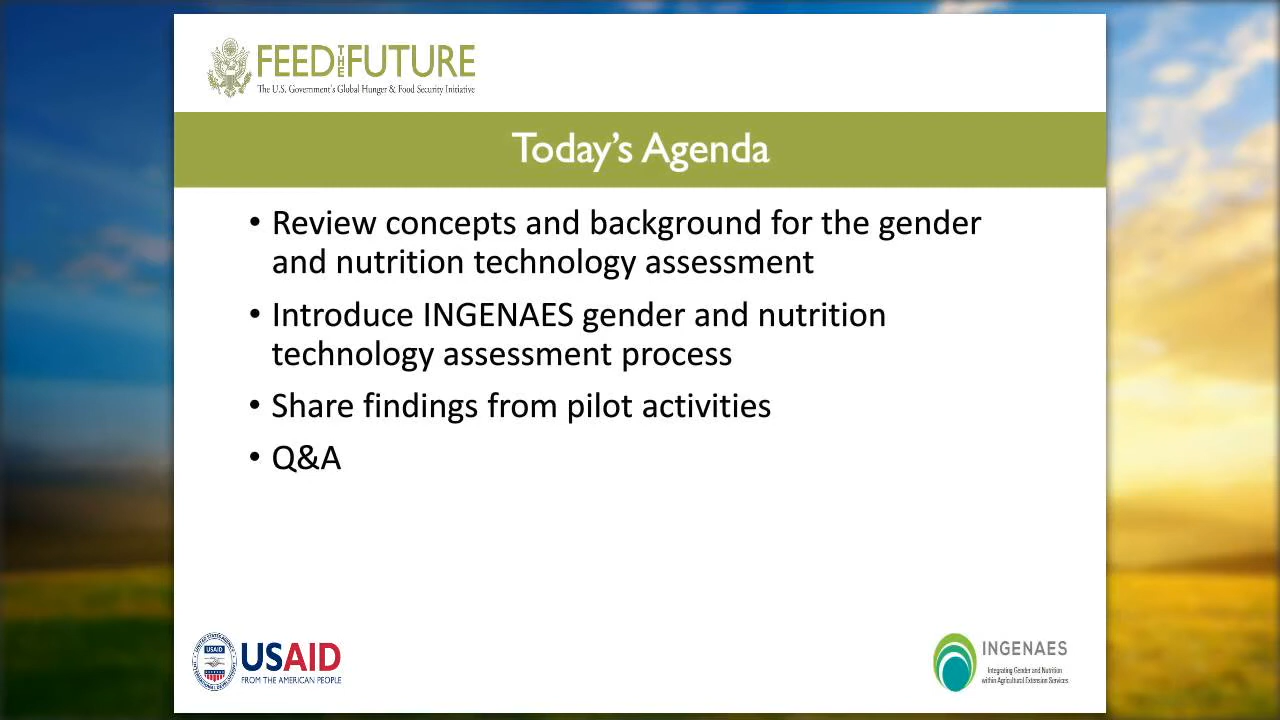 FEED THE FUTURE
The U.S. Government's Global Hunger & Food Security Initiative
Today's Agenda
• Review concepts and background for the gender
and nutrition technology assessment
• Introduce INGENAES gender and nutrition
technology assessment process
• Share findings from pilot activities
• Q&A
USAID
USAID
FROM THE AMERICAN PEOPLE
INGENAES
Integrating Gender and Nutrition
within Agricultural Extension Services